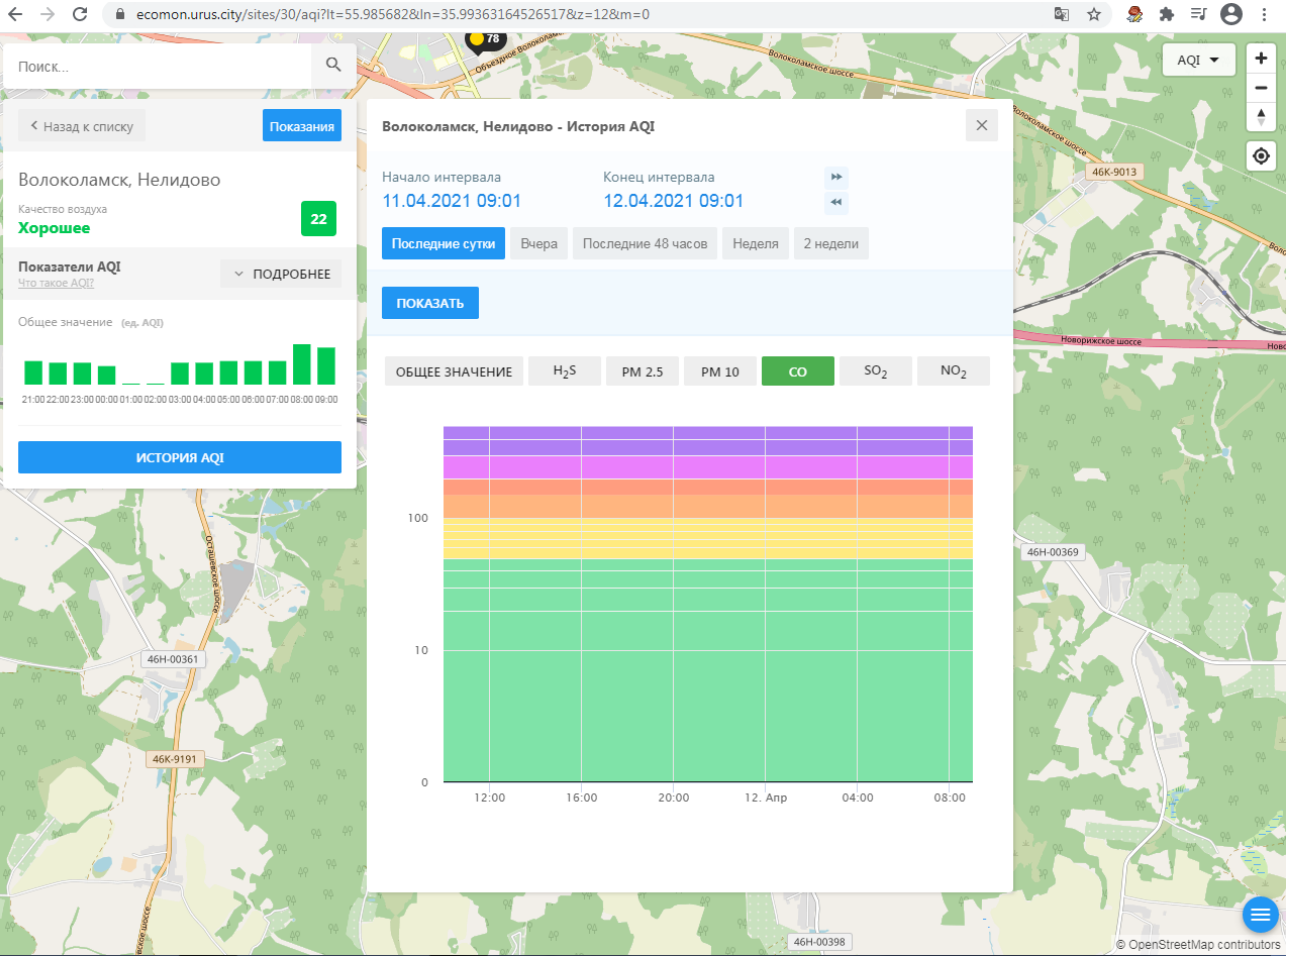 ecomon.urus.city/sites/30/aqi?lt=55.985682&ln=35.99363164526517&z=12&m=0
78
Объездное Волоколам
Волоколамское шоссе
Поиск...
AQI
Назад к списку
Показания
Волоколамск, Нелидово - История AQI
Волоколамское шоссе
46К-9013
Волоколамск, Нелидово
Начало интервала
Конец интервала
11.04.2021 09:01
12.04.2021 09:01
Качество воздуха
Хорошее
22
Последние сутки
Вчера
Последние 48 часов
Неделя
2 недели
Показатели AQI
Что такое AQI?
ПОДРОБНЕЕ
ПОКАЗАТЬ
Общее значение (ед. AQI)
Новорижское шоссе
Ново
ОБЩЕЕ ЗНАЧЕНИЕ
H2S
PM 2.5
PM 10
CO
SO2
NO2
21:00 22:00 23:00 00:00 01:00 02:00 03:00 04:00 05:00 06:00 07:00 08:00 09:00
ИСТОРИЯ AQI
100
10
0
12:00
16:00
20:00
12. Апр
04:00
08:00
Осташевское шоссе
46Н-00369
46Н-00361
46К-9191
46Н-00398
© OpenStreetMap contributors